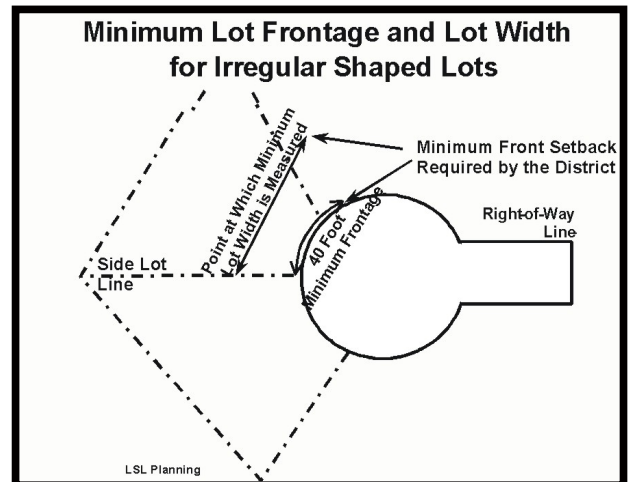 Minimum Lot Frontage and Lot Width
for Irregular Shaped Lots
Point at Which Minimum
Lot Width is Measured
Minimum Front Setback
Required by the District
Right-of-Way
Line
40 Foot
Minimum Frontage
Side Lot
Line
LSL Planning